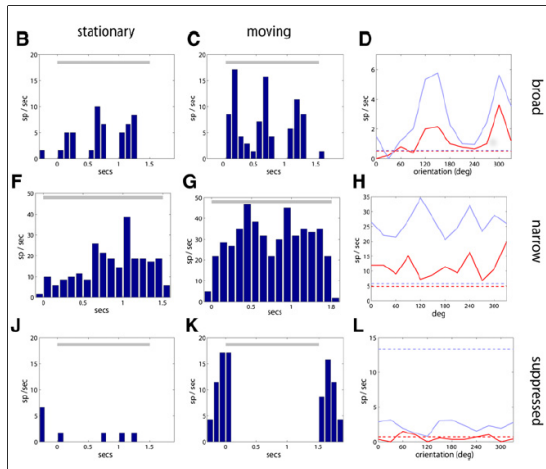 stationary moving
B C D
20 20
15 15 6
10 10 4
5 5 2
0 0 0
0 0.5 1 1.5 0 0.5 1 1.5 0 60 120 180 240 300
sp / sec sp / sec sp / sec
secs secs orientation (deg)
broad
F G H
50 50 35
40 40 30
30 30 25
20 20 20
10 10 15
0 0 10
5
0
0 0.5 1 1.5 0 0.5 1 1.5 0 60 120 180 240 300
sp / sec sp / sec sp / sec
secs secs deg
narrow
J K L
20 20 15
15 15 10
10 10 5
5 5 0
0 0
0 0.5 1 1.5 0 0.5 1 1.5 0 60 120 180 240 300
sp /sec sp /sec sp / sec
secs secs orientation (deg)
suppressed